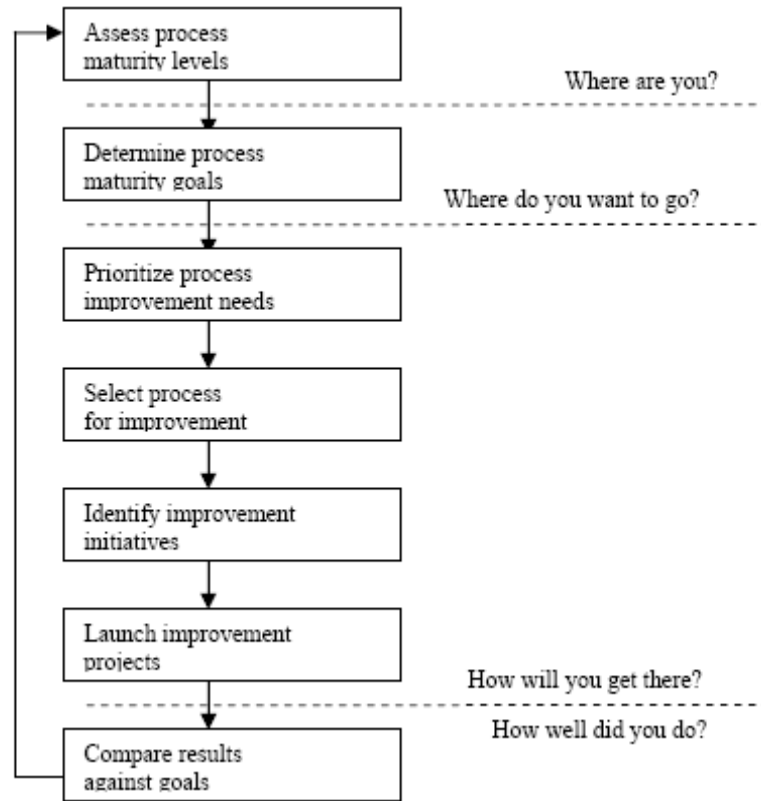 Assess process
maturity levels
Where are you?
Determine process
maturity goals
Where do you want to go?
Prioritize process
improvement needs
Select process
for improvement
Identify improvement
initiatives
Launch improvement
projects
How will you get there?
How well did you do?
Compare results
against goals